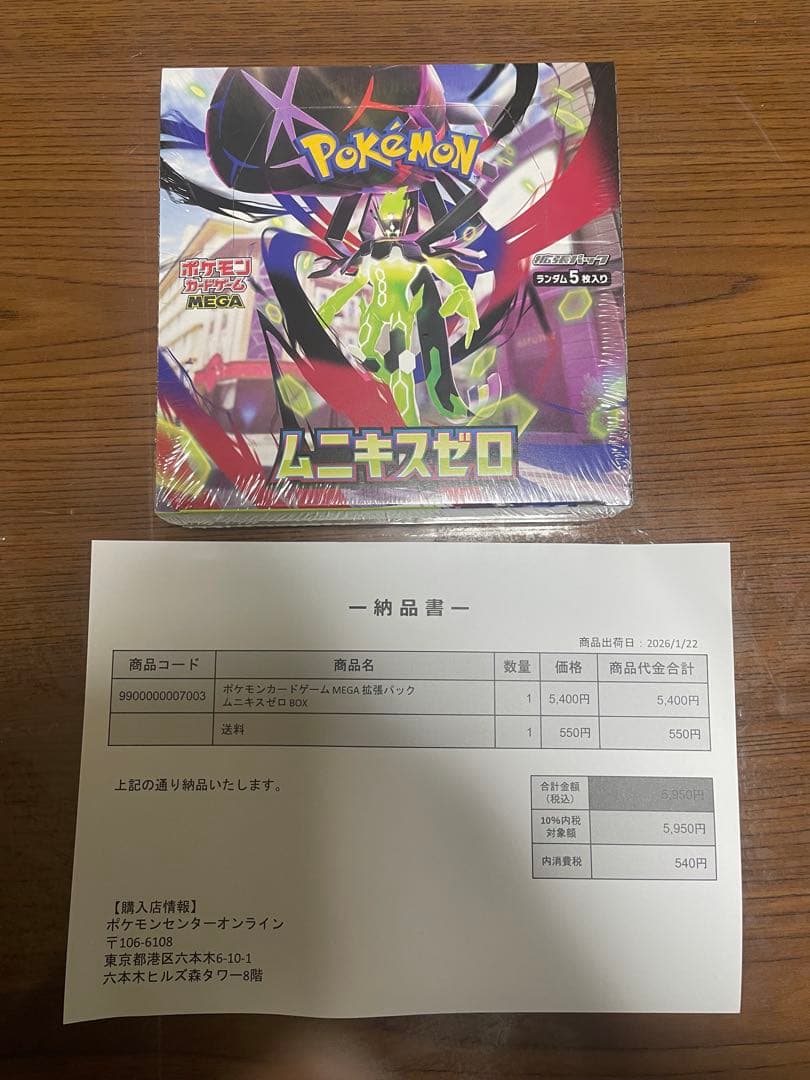 POKÉMON
ポケモン
カードゲーム
MEGA
拡張パック
ランダム5枚入り
ムニキスゼロ
ー納品書ー
商品出荷日：2026/1/22
商品コード 商品名 数量 価格 商品代金合計
9900000007003 ポケモンカードゲーム MEGA 拡張パック
ムニキスゼロ BOX 1 5,400円 5,400円
送料 1 550円 550円
上記の通り納品いたします。
合計金額
（税込） 5,950円
10%内税
対象額 5,950円
内消費税 540円
【購入店情報】
ポケモンセンターオンライン
〒106-6108
東京都港区六本木6-10-1
六本木ヒルズ森タワー8階